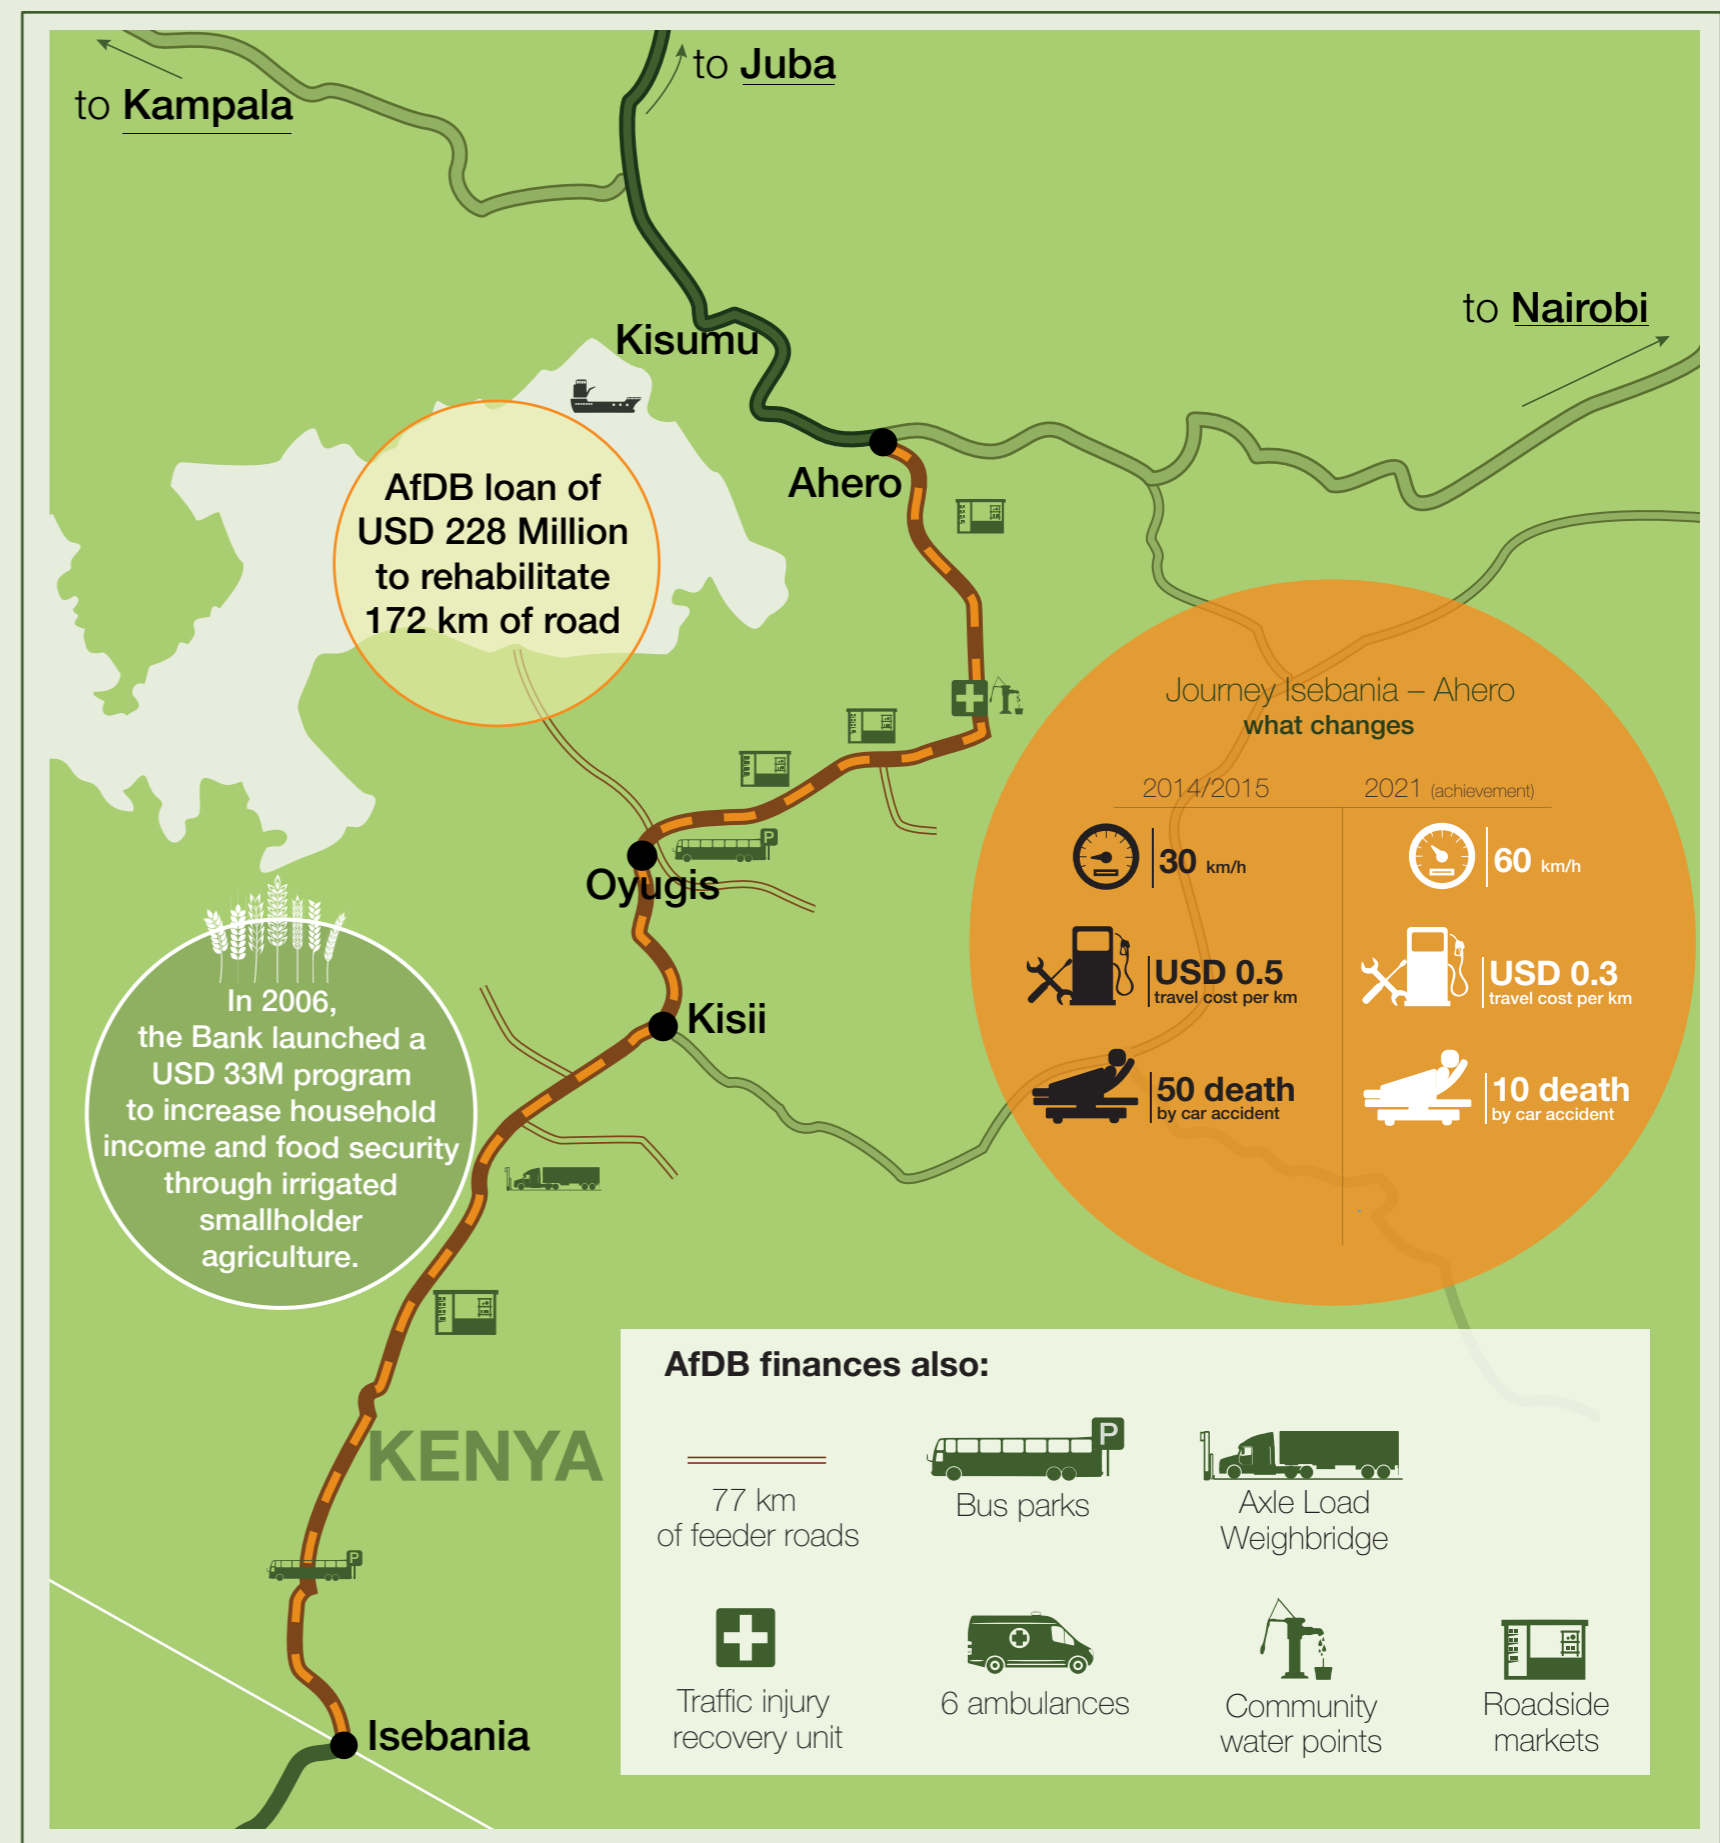 to Kampala
to Juba
to Nairobi
Kisumu
Ahero
AfDB loan of
USD 228 Million
to rehabilitate
172 km of road
Journey Isebania – Ahero
what changes
2014/2015
2021 (achievement)
30 km/h
60 km/h
USD 0.5
travel cost per km
USD 0.3
travel cost per km
50 death
by car accident
10 death
by car accident
P
Oyugis
Kisii
In 2006,
the Bank launched a
USD 33M program
to increase household
income and food security
through irrigated
smallholder
agriculture.
KENYA
P
Isebania
AfDB finances also:
77 km
of feeder roads
P
Bus parks
Axle Load
Weighbridge
Traffic injury
recovery unit
6 ambulances
Community
water points
Roadside
markets